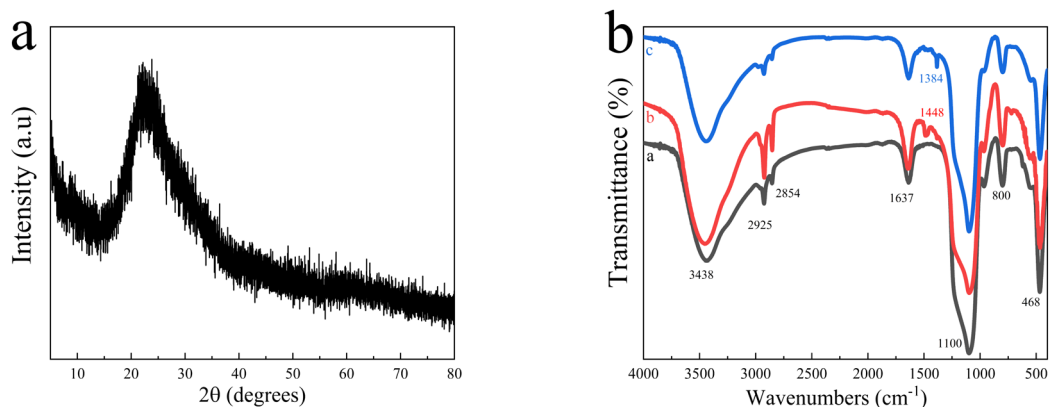 a
Intensity (a.u)
10 20 30 40 50 60 70 80
2θ (degrees)
b
Transmittance (%)
c
b
a
1384
1448
1637
800
2854
2925
3438
468
1100
4000 3500 3000 2500 2000 1500 1000 500
Wavenumbers (cm⁻¹)